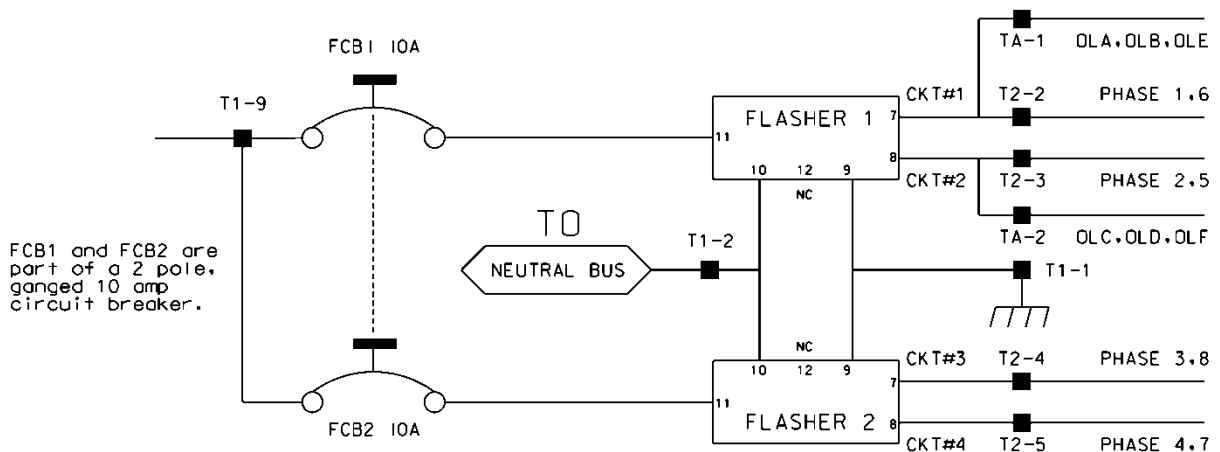 FCB1 10A
T1-9
TA-1 OLA,OLB,OLE
CKT#1 T2-2 PHASE 1,6
FLASHER 1
11
7
8
10 12 9
NC
CKT#2 T2-3 PHASE 2,5
TA-2 OLC,OLD,OLF
TO
NEUTRAL BUS
T1-2
T1-1
FCB1 and FCB2 are
part of a 2 pole,
ganged 10 amp
circuit breaker.
NC
10 12 9
CKT#3 T2-4 PHASE 3,8
7
11
FLASHER 2
8
FCB2 10A
CKT#4 T2-5 PHASE 4,7